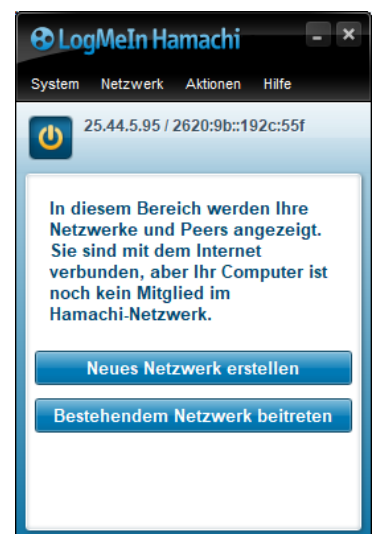 LogMeIn Hamachi
System Netzwerk Aktionen Hilfe
25.44.5.95 / 2620:9b::192c:55f
In diesem Bereich werden Ihre
Netzwerke und Peers angezeigt.
Sie sind mit dem Internet
verbunden, aber Ihr Computer ist
noch kein Mitglied im
Hamachi-Netzwerk.
Neues Netzwerk erstellen
Bestehendem Netzwerk beitreten